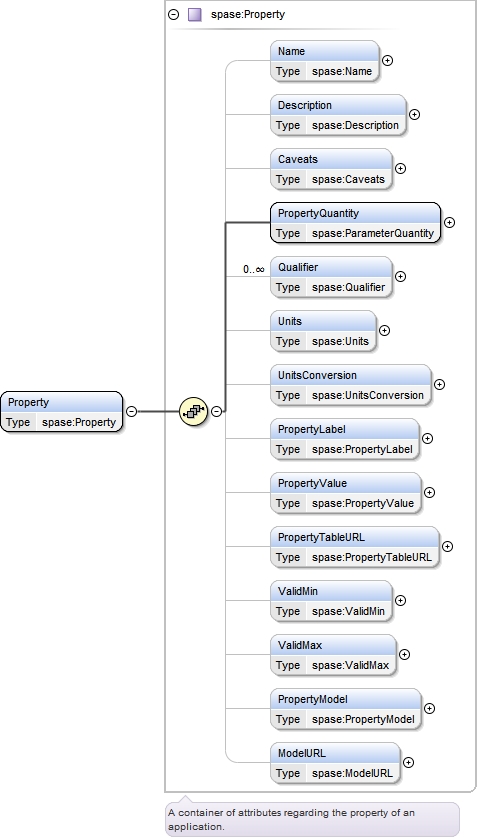 spase:Property
Name
Type spase:Name
Description
Type spase:Description
Caveats
Type spase:Caveats
PropertyQuantity
Type spase:ParameterQuantity
0..∞
Qualifier
Type spase:Qualifier
Units
Type spase:Units
UnitsConversion
Type spase:UnitsConversion
Property
Type spase:Property
PropertyLabel
Type spase:PropertyLabel
PropertyValue
Type spase:PropertyValue
PropertyTableURL
Type spase:PropertyTableURL
ValidMin
Type spase:ValidMin
ValidMax
Type spase:ValidMax
PropertyModel
Type spase:PropertyModel
ModelURL
Type spase:ModelURL
A container of attributes regarding the property of an
application.